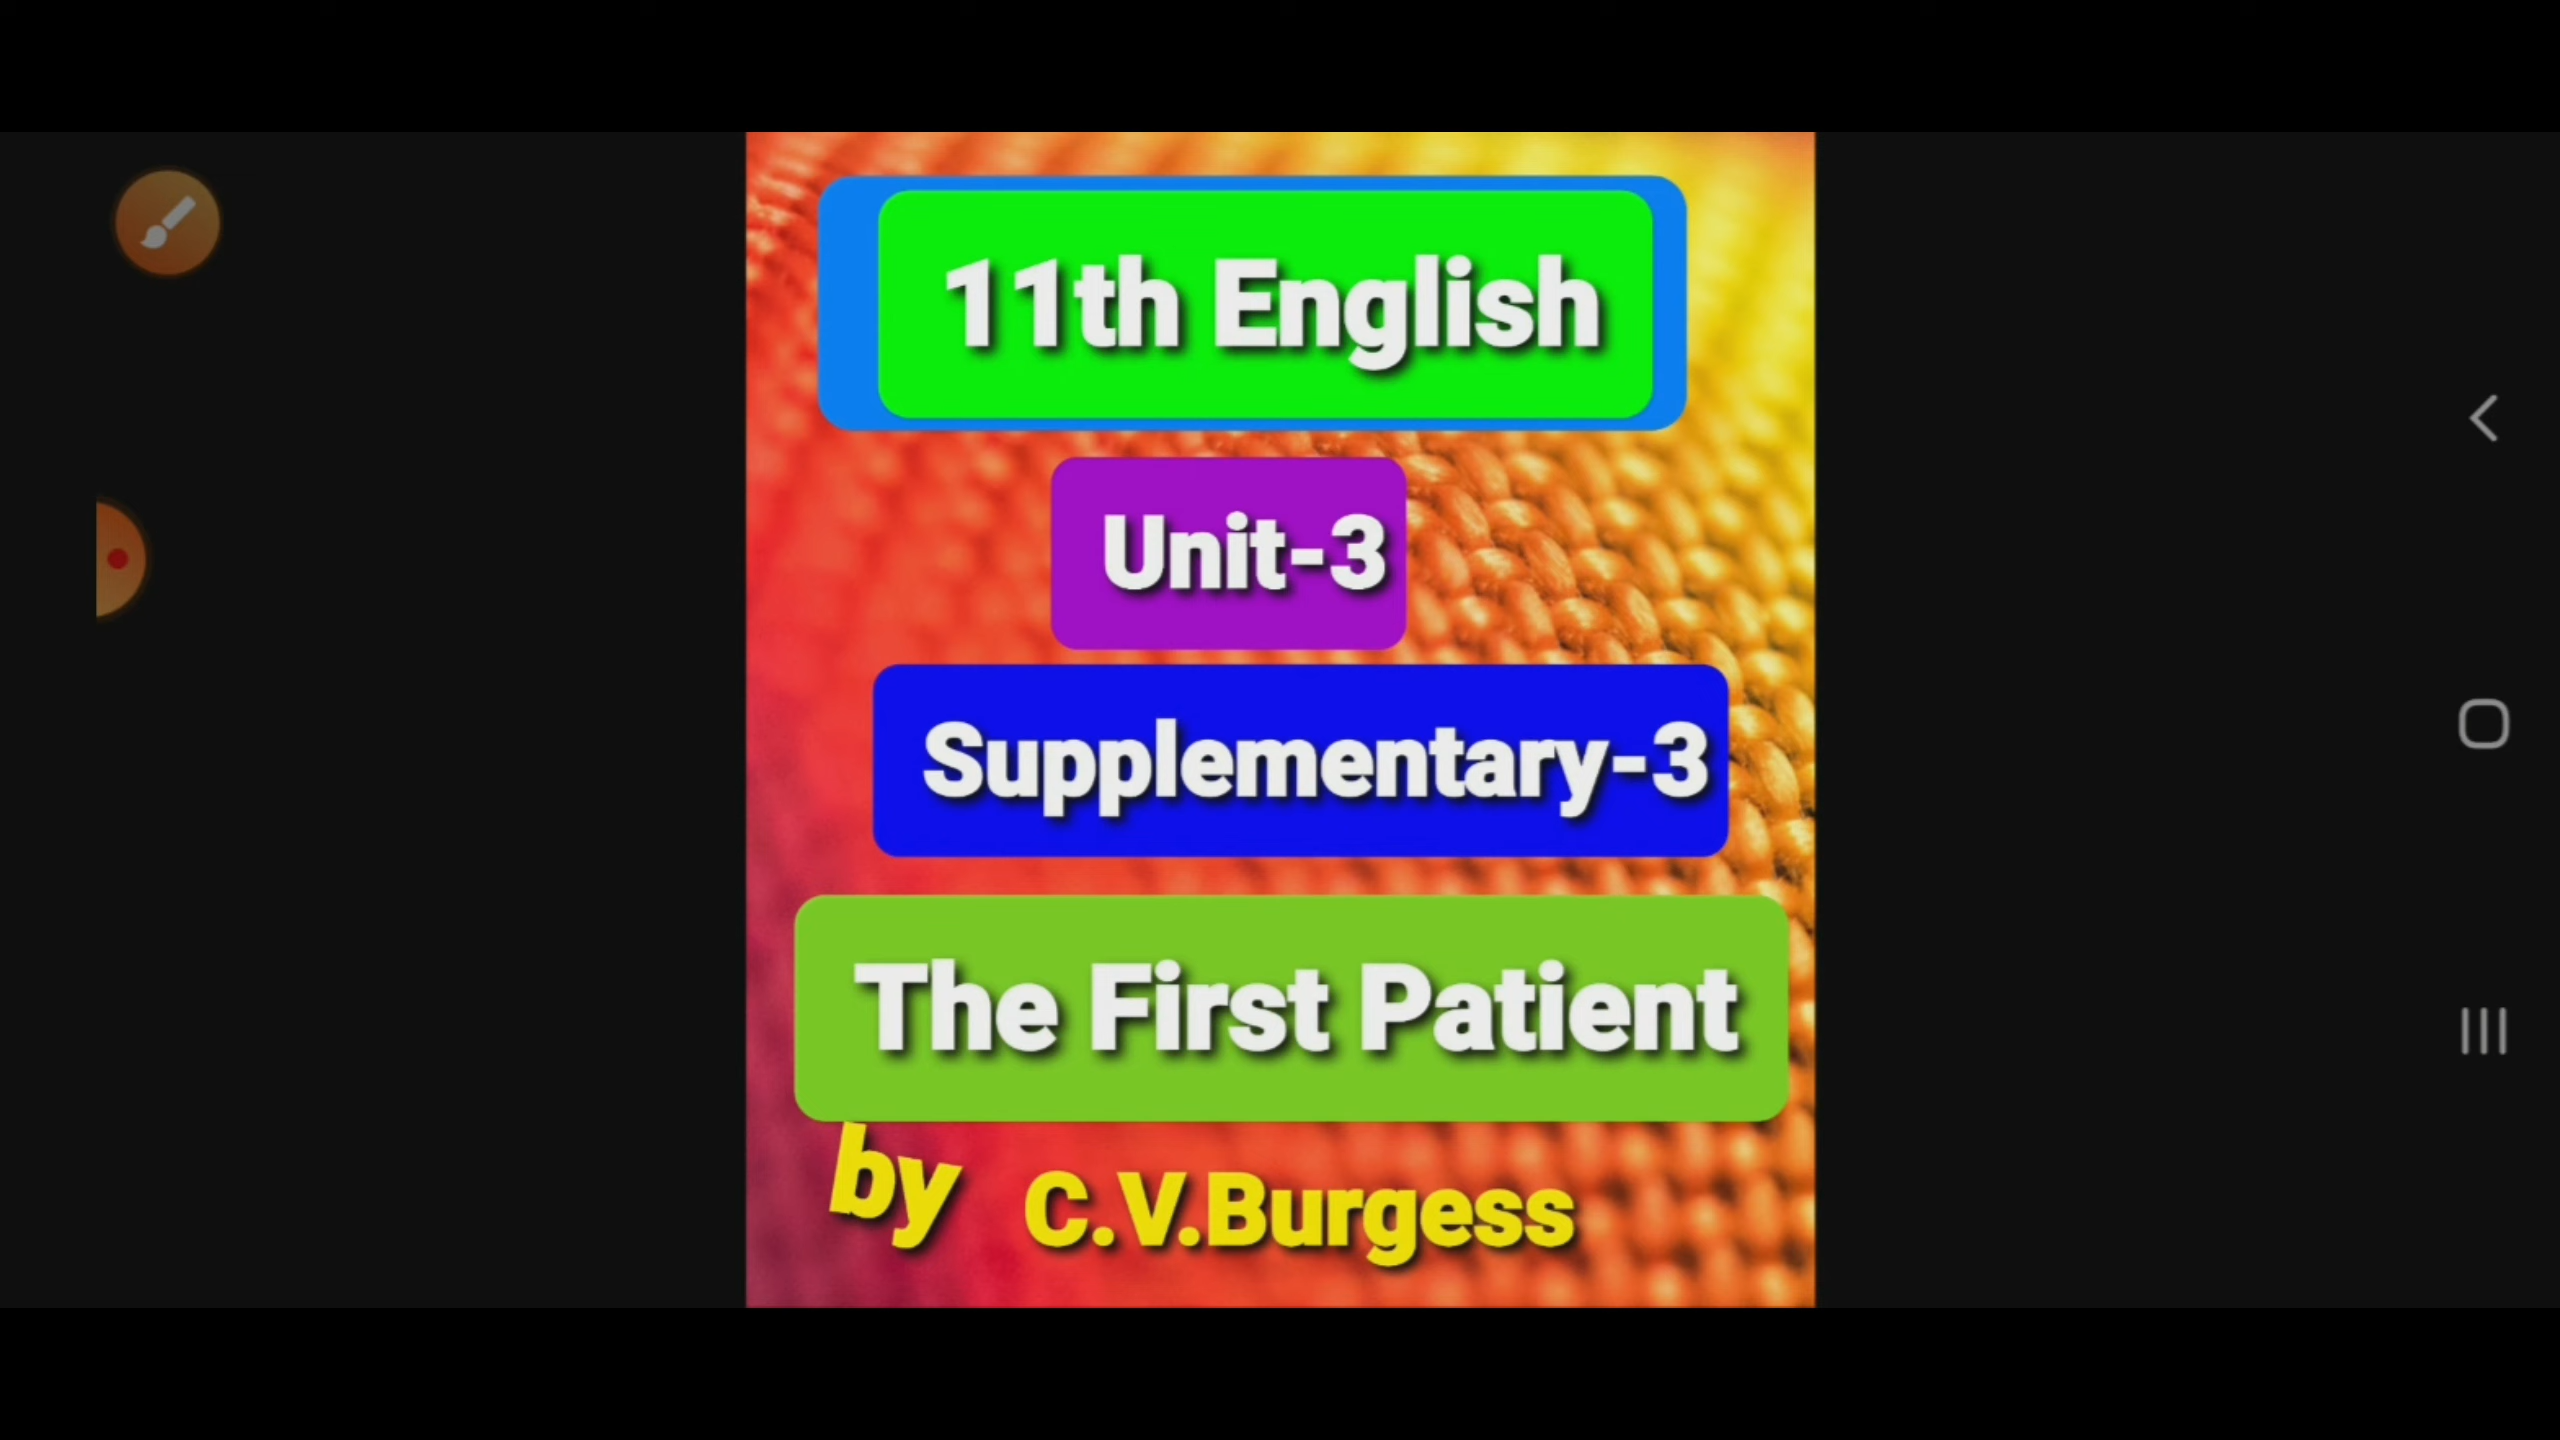 11th English
Unit-3
Supplementary-3
The First Patient
by C.V.Burgess